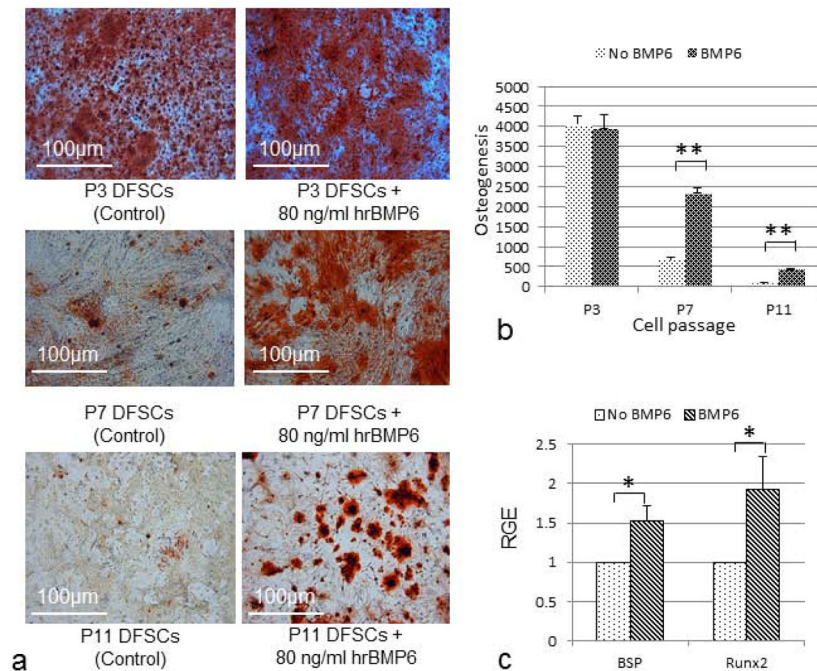 100μm
100μm
P3 DFSCs
(Control)
P3 DFSCs +
80 ng/ml hrBMP6
100μm
100μm
P7 DFSCs
(Control)
P7 DFSCs +
80 ng/ml hrBMP6
100μm
100μm
P11 DFSCs
(Control)
P11 DFSCs +
80 ng/ml hrBMP6
a
No BMP6 BMP6
5000
4500
4000
3500
3000
2500
2000
1500
1000
500
0
Osteogenesis
**
**
P3 P7 P11
Cell passage
b
No BMP6 BMP6
2.5
2
1.5
1
0.5
0
RGE
*
*
BSP Runx2
c